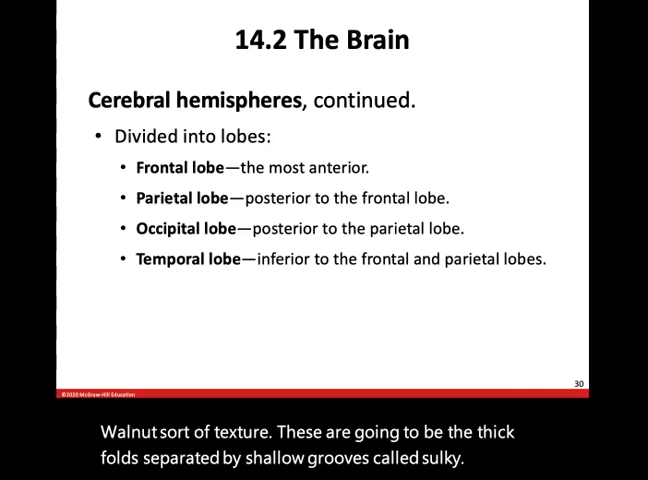 14.2 The Brain
Cerebral hemispheres, continued.
• Divided into lobes:
• Frontal lobe—the most anterior.
• Parietal lobe—posterior to the frontal lobe.
• Occipital lobe—posterior to the parietal lobe.
• Temporal lobe—inferior to the frontal and parietal lobes.
30
©2020 McGraw-Hill Education
Walnut sort of texture. These are going to be the thick
folds separated by shallow grooves called sulky.